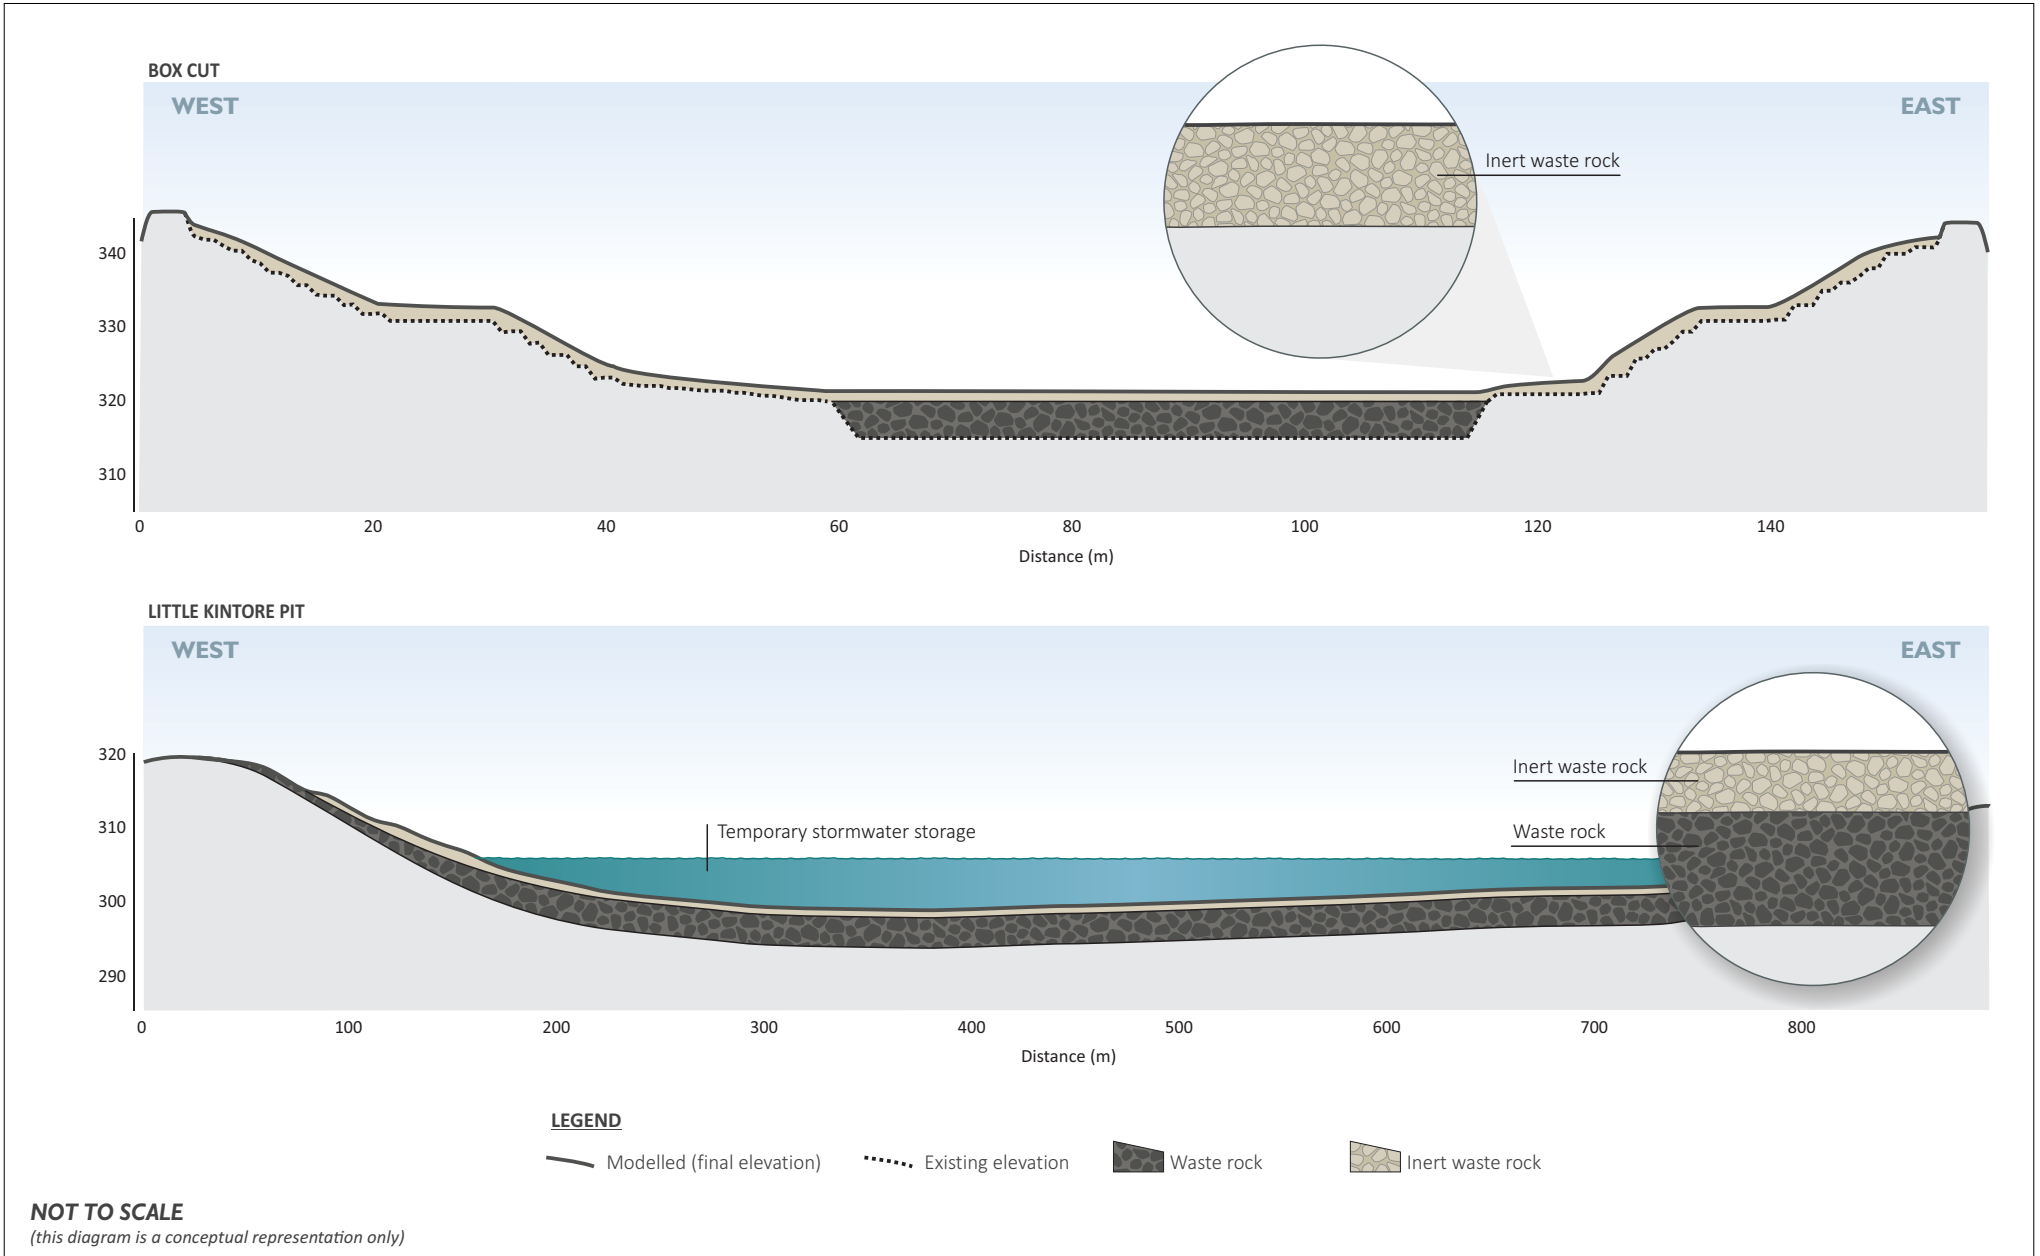 BOX CUT
WEST
EAST
Inert waste rock
340
330
320
310
0 20 40 60 80 100 120 140
Distance (m)
LITTLE KINTORE PIT
WEST
EAST
320
Inert waste rock
310
Temporary stormwater storage
Waste rock
300
290
0 100 200 300 400 500 600 700 800
Distance (m)
LEGEND
Modelled (final elevation) Existing elevation Waste rock Inert waste rock
NOT TO SCALE
(this diagram is a conceptual representation only)